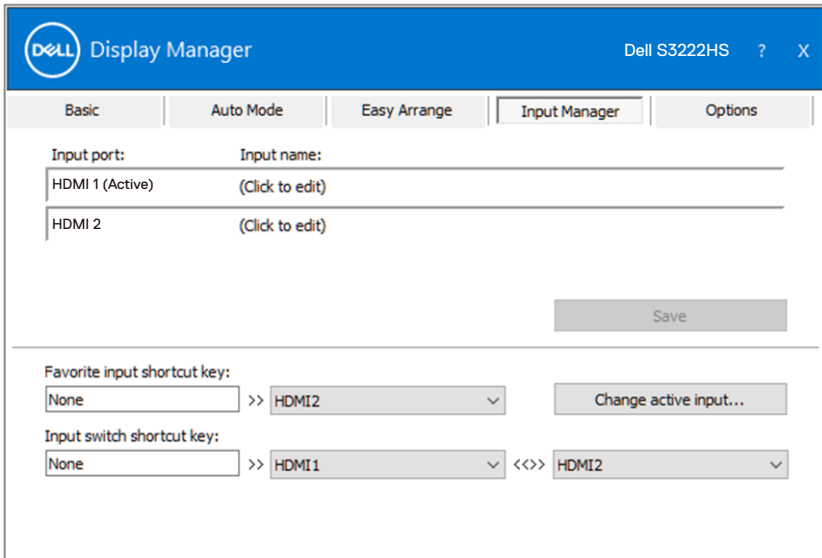 DELL Display Manager Dell S3222HS ? X
Basic Auto Mode Easy Arrange Input Manager Options
Input port: Input name:
HDMI 1 (Active) (Click to edit)
HDMI 2 (Click to edit)
Save
Favorite input shortcut key:
None >> HDMI2 Change active input...
Input switch shortcut key:
None >> HDMI1 <<>> HDMI2